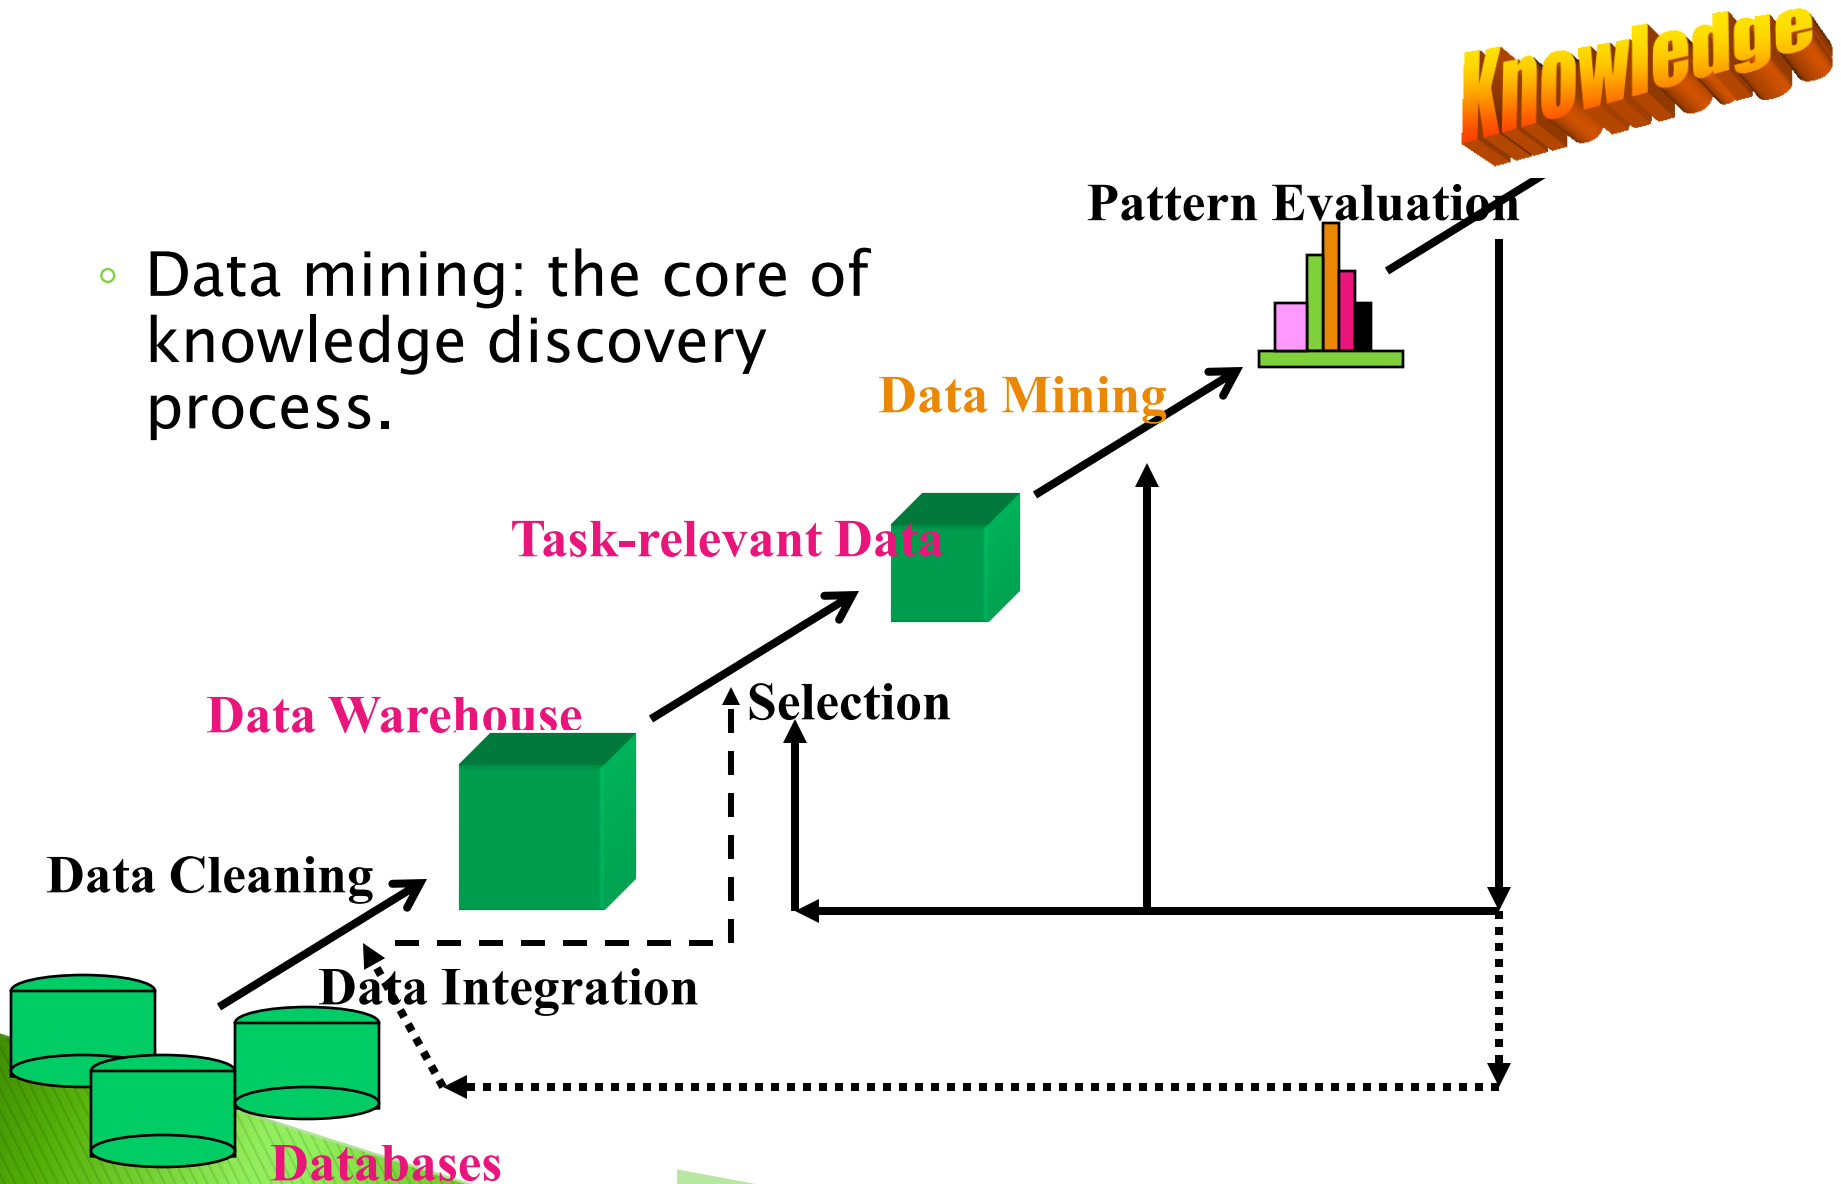 Knowledge
Pattern Evaluation
◦ Data mining: the core of
knowledge discovery
process.
Data Mining
Task-relevant Data
Selection
Data Warehouse
Data Cleaning
Data Integration
Databases